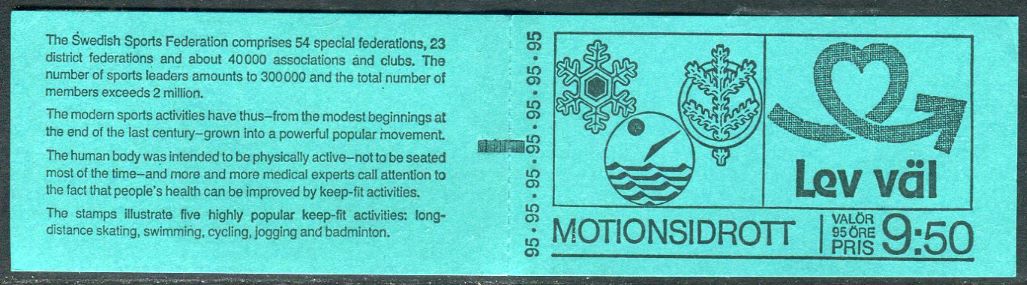 The Swedish Sports Federation comprises 54 special federations, 23
district federations and about 40000 associations and clubs. The
number of sports leaders amounts to 300000 and the total number of
members exceeds 2 million.
The modern sports activities have thus–from the modest beginnings at
the end of the last century–grown into a powerful popular movement.
The human body was intended to be physically active–not to be seated
most of the time–and more and more medical experts call attention to
the fact that people's health can be improved by keep-fit activities.
The stamps illustrate five highly popular keep-fit activities: long-
distance skating, swimming, cycling, jogging and badminton.
95·95·95·95·95·95·95·95·95
Lev väl
MOTIONSIDROTT
VALÖR
95 ÖRE
PRIS 9:50